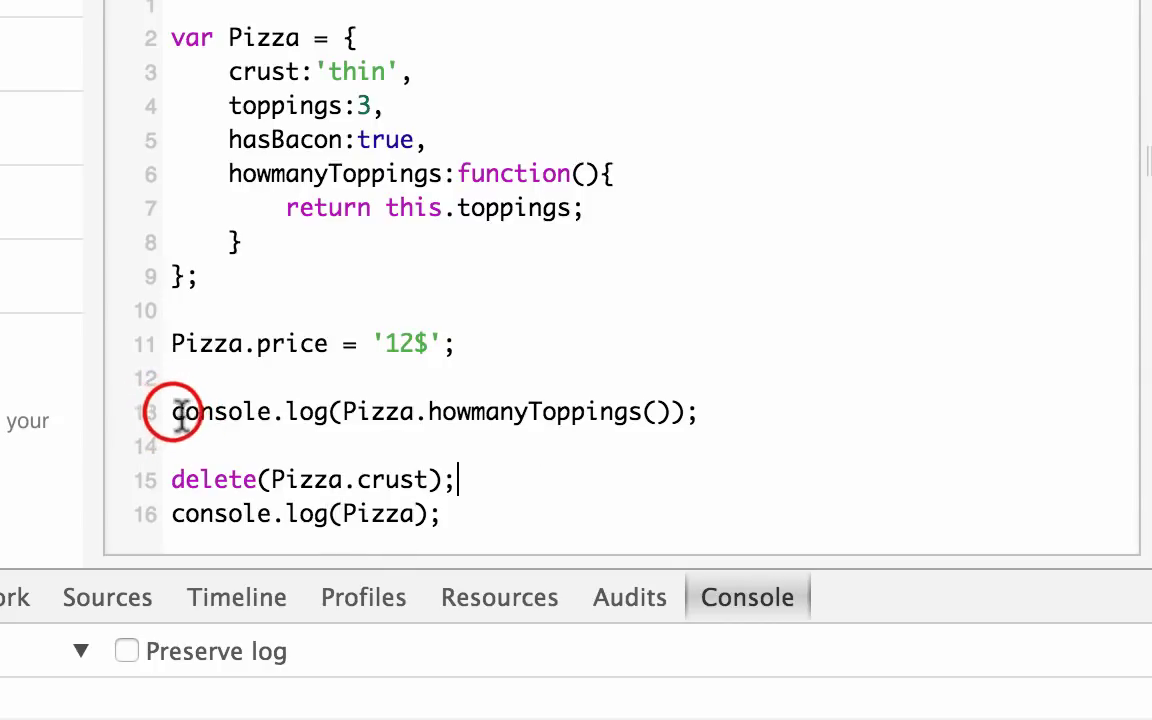 1
2 var Pizza = {
3 crust:'thin',
4 toppings:3,
5 hasBacon:true,
6 howmanyToppings:function(){
7 return this.toppings;
8 }
9 };
10
11 Pizza.price = '12$';
12
13 console.log(Pizza.howmanyToppings());
your
14
15 delete(Pizza.crust);
16 console.log(Pizza);
ork Sources Timeline Profiles Resources Audits Console
▼ Preserve log